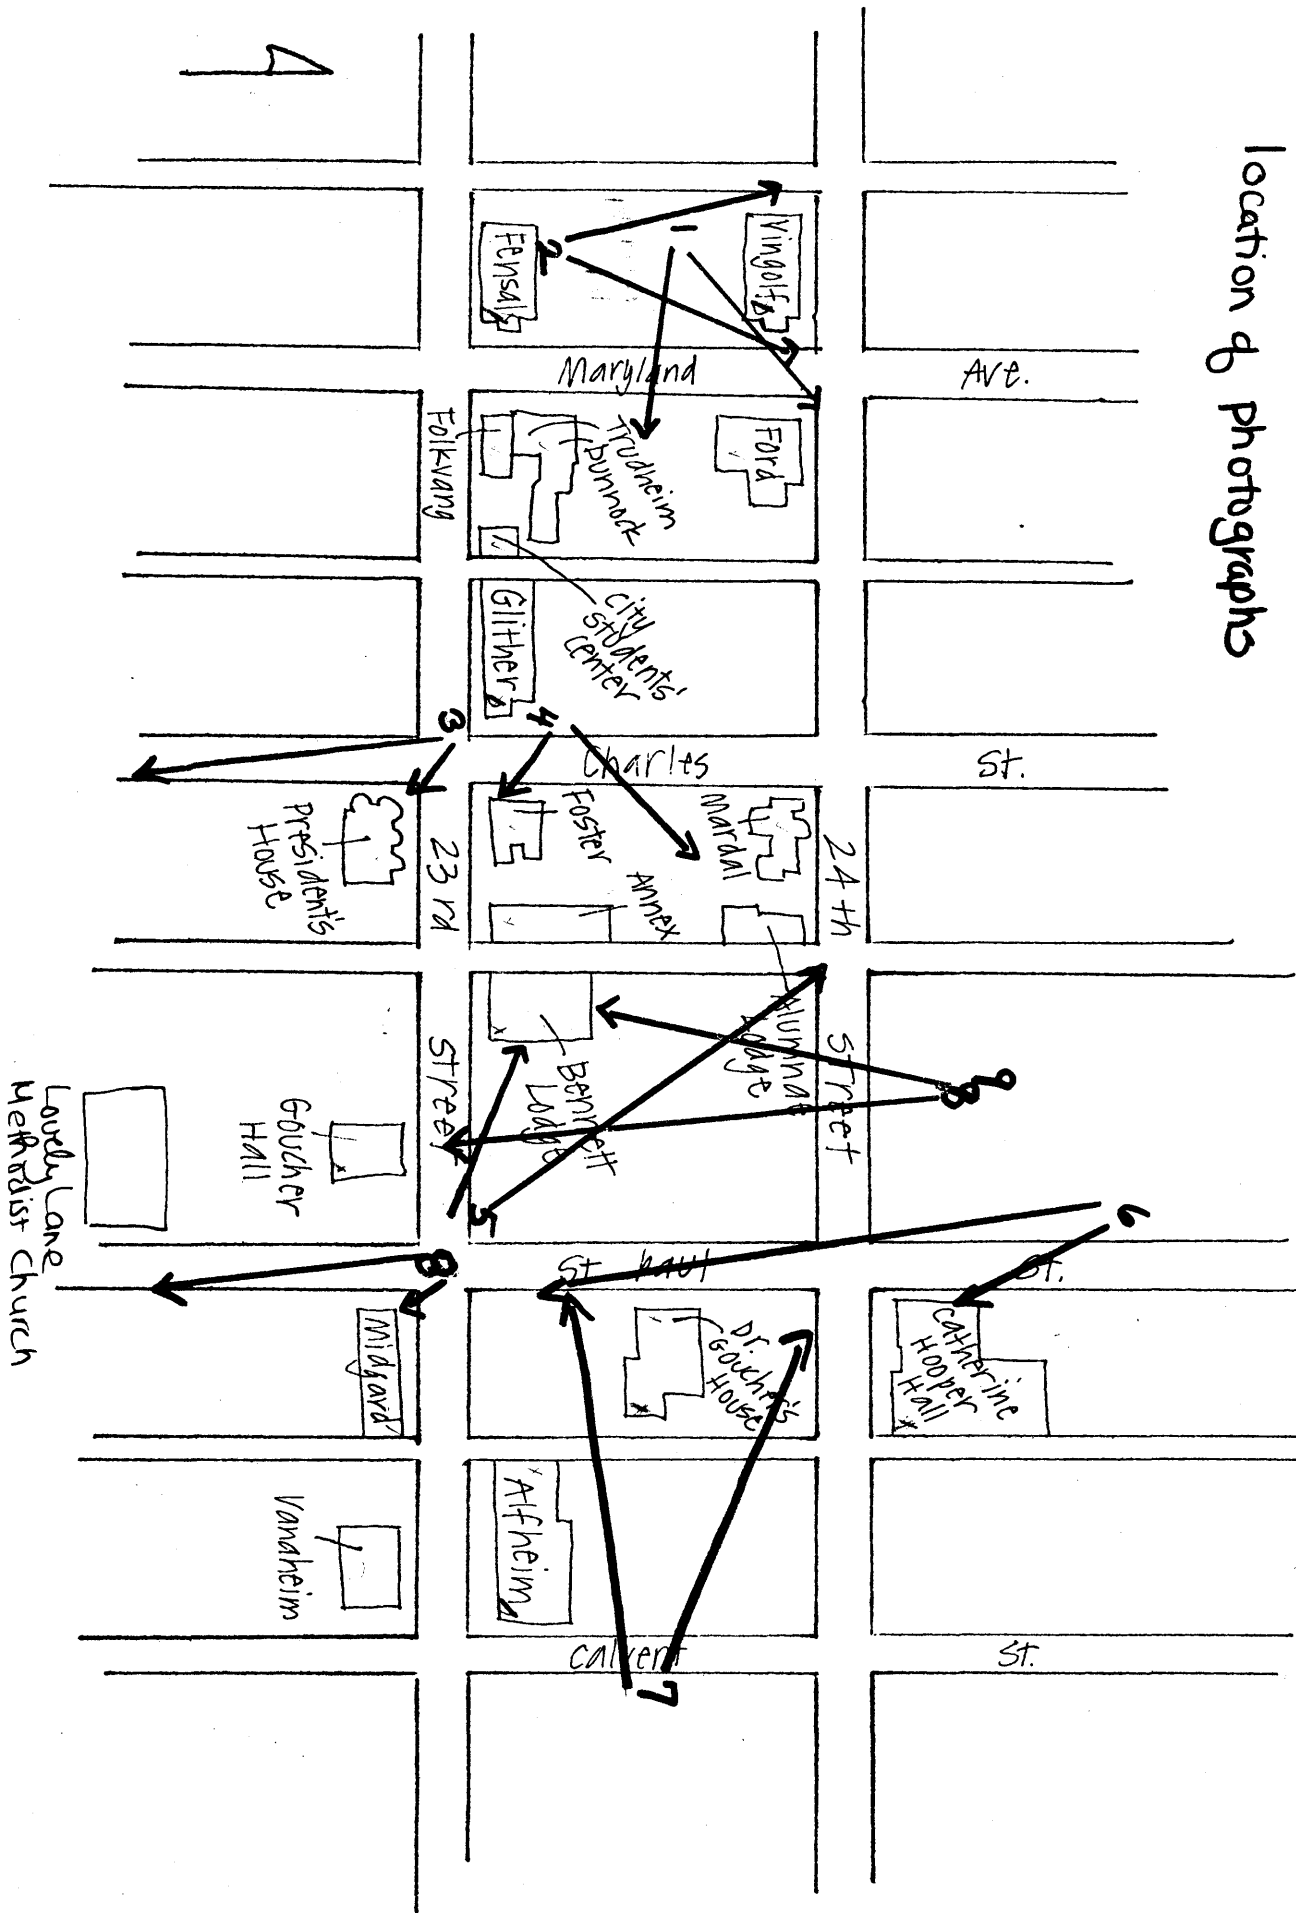 location of photographs
Vingolf
1
2
Fensal
Maryland Ave.
Ford
Trudheim
Dunnock
Folkvang
City
Students'
Center
Glitner
3
4
Charles St.
Mardal
Foster
Annex
President's
House
23rd Street
24th Street
Alumnae
Lodge
Bennett
Lodge
9
8
Goucher
Hall
Lovely Lane
Methodist Church
5
6
8
St. Paul St.
Catherine
Hooper
Hall
Dr.
Goucher's
House
Midgard
Alfheim
Vanaheim
Calvert St.
7